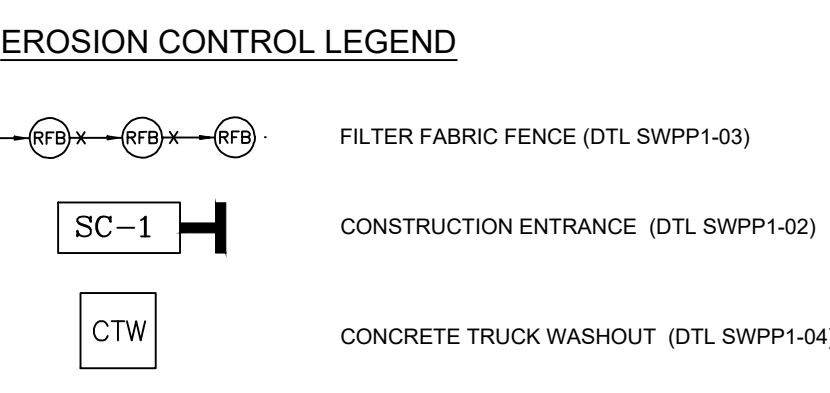 EROSION CONTROL LEGEND
RFB X RFB X RFB FILTER FABRIC FENCE (DTL SWPP1-03)
SC-1 CONSTRUCTION ENTRANCE (DTL SWPP1-02)
CTW CONCRETE TRUCK WASHOUT (DTL SWPP1-04)